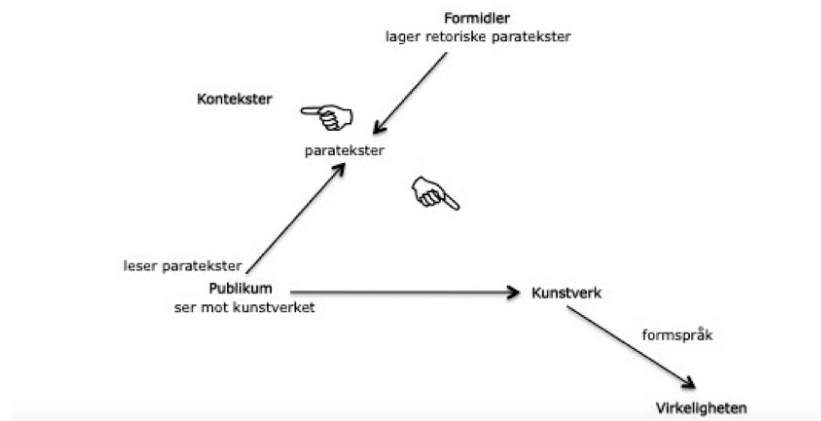 Formidler
lager retoriske paratekster
Kontekster
paratekster
leser paratekster
Publikum
ser mot kunstverket
Kunstverk
formspråk
Virkeligheten